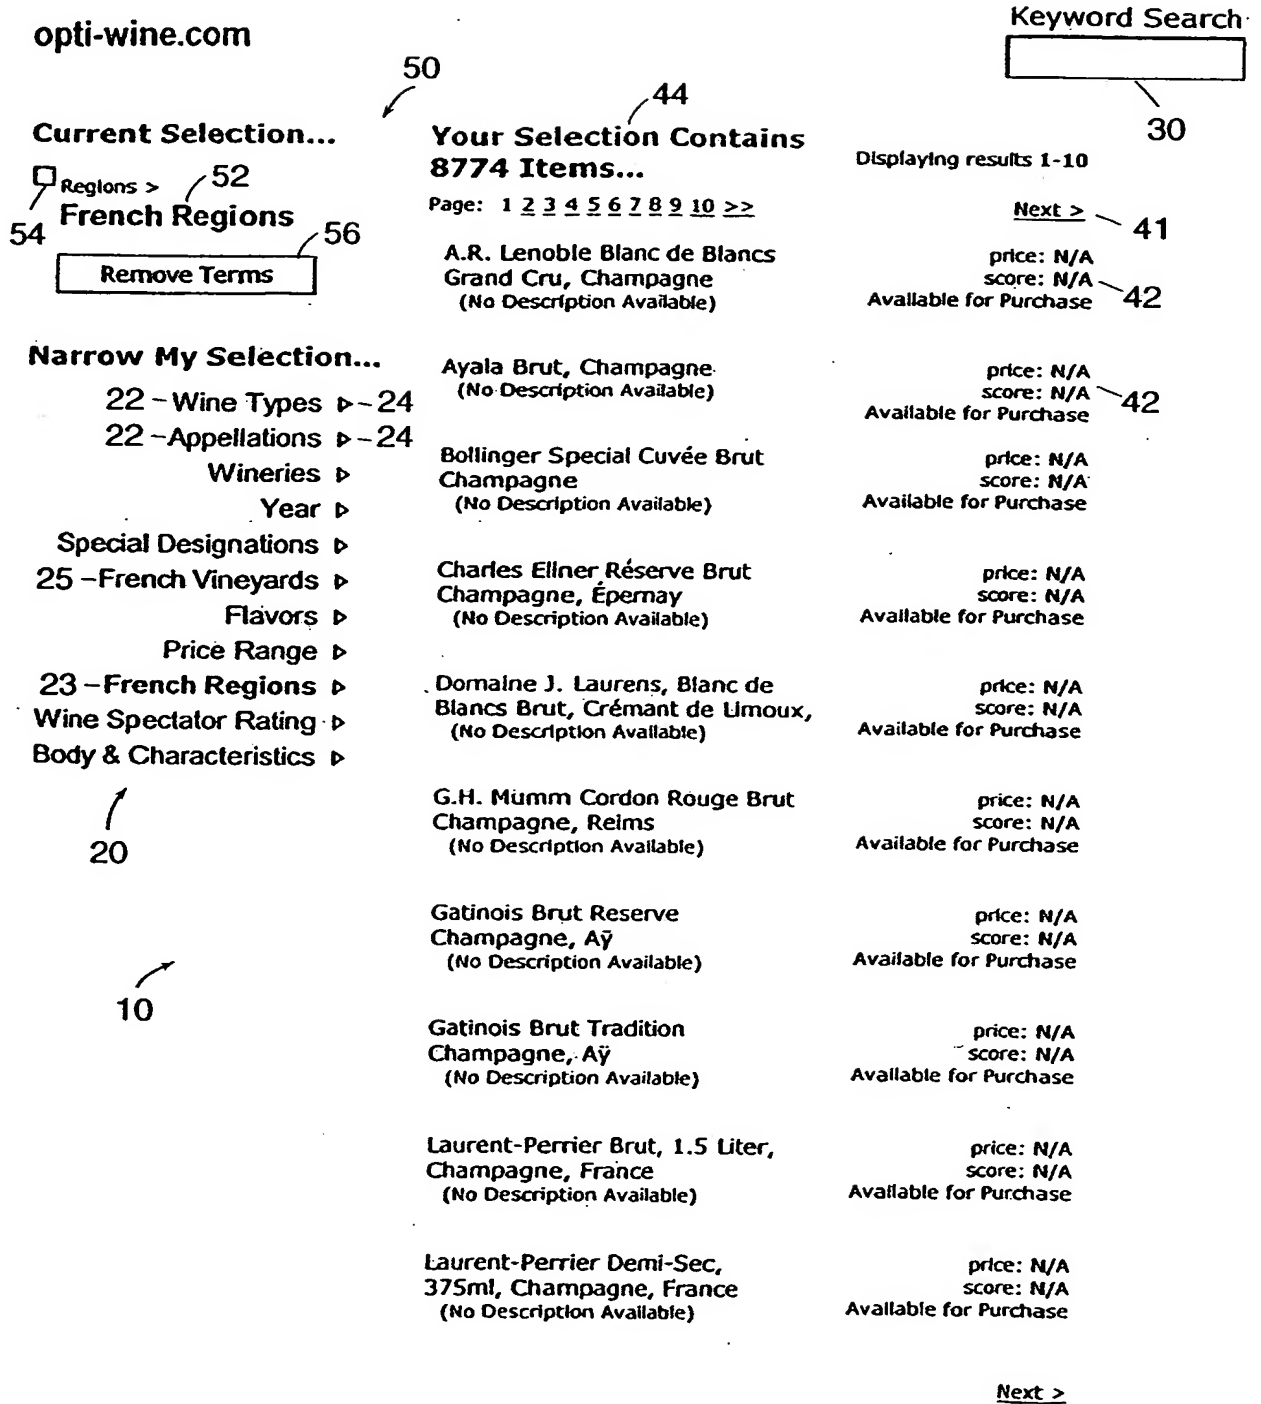 opti-wine.com
Keyword Search
30
50
Current Selection...
Regions >
52
French Regions
54
56
Remove Terms
Narrow My Selection...
22 – Wine Types 24
22 – Appellations 24
Wineries
Year
Special Designations
25 – French Vineyards
Flavors
Price Range
23 – French Regions
Wine Spectator Rating
Body & Characteristics
20
10
44
Your Selection Contains
8774 Items...
Displaying results 1-10
Page: 1 2 3 4 5 6 7 8 9 10 >>
Next >
41
A.R. Lenoble Blanc de Blancs
Grand Cru, Champagne
(No Description Available)
price: N/A
score: N/A
42
Available for Purchase
Ayala Brut, Champagne
(No Description Available)
price: N/A
score: N/A
42
Available for Purchase
Bollinger Special Cuvée Brut
Champagne
(No Description Available)
price: N/A
score: N/A
Available for Purchase
Charles Ellner Réserve Brut
Champagne, Épernay
(No Description Available)
price: N/A
score: N/A
Available for Purchase
Domaine J. Laurens, Blanc de
Blancs Brut, Crémant de Limoux,
(No Description Available)
price: N/A
score: N/A
Available for Purchase
G.H. Mumm Cordon Rouge Brut
Champagne, Reims
(No Description Available)
price: N/A
score: N/A
Available for Purchase
Gatinois Brut Reserve
Champagne, Aÿ
(No Description Available)
price: N/A
score: N/A
Available for Purchase
Gatinois Brut Tradition
Champagne, Aÿ
(No Description Available)
price: N/A
score: N/A
Available for Purchase
Laurent-Perrier Brut, 1.5 Liter,
Champagne, France
(No Description Available)
price: N/A
score: N/A
Available for Purchase
Laurent-Perrier Demi-Sec,
375ml, Champagne, France
(No Description Available)
price: N/A
score: N/A
Available for Purchase
Next >